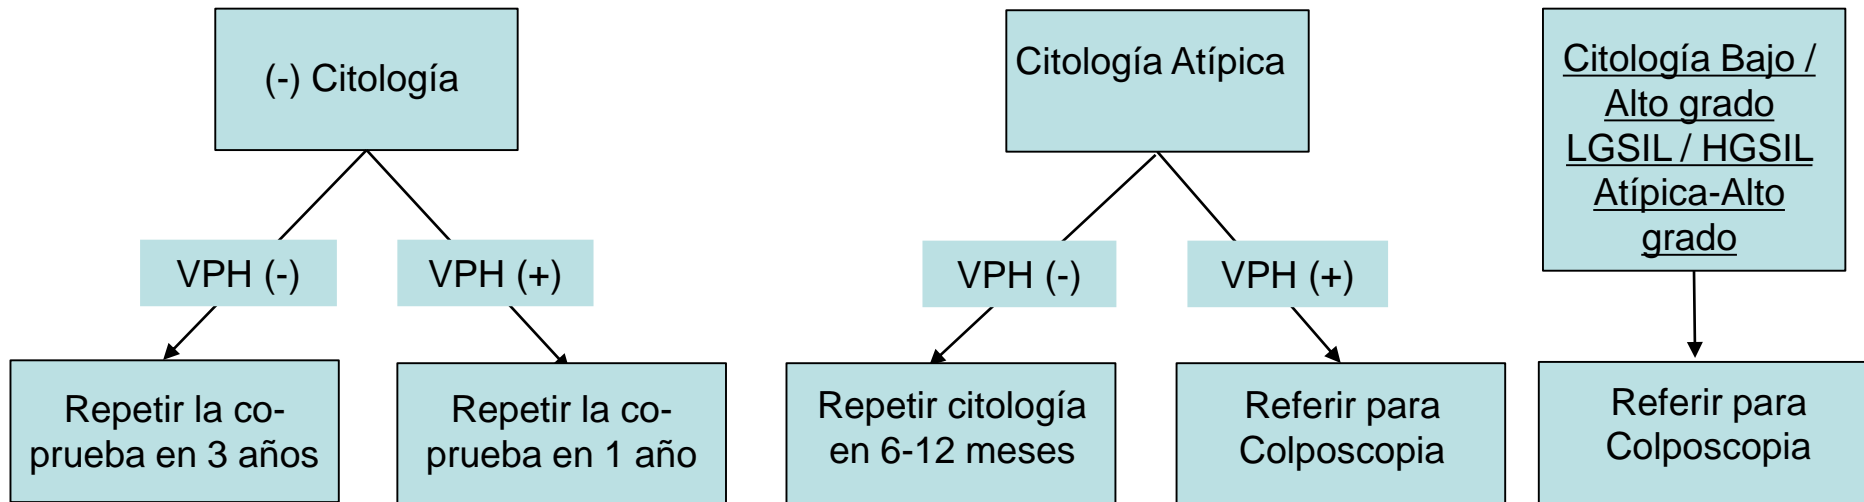 (-) Citología
Citología Atípica
Citología Bajo /
Alto grado
LGSIL / HGSIL
Atípica-Alto
grado
VPH (-)
VPH (+)
VPH (-)
VPH (+)
Repetir la co-
prueba en 3 años
Repetir la co-
prueba en 1 año
Repetir citología
en 6-12 meses
Referir para
Colposcopia
Referir para
Colposcopia